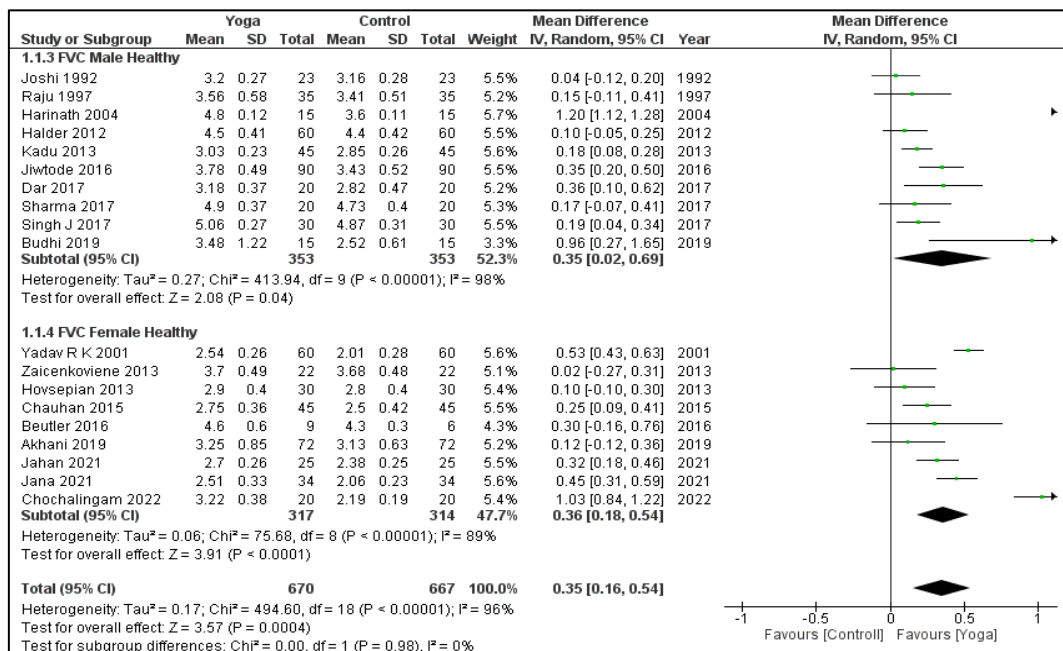 Yoga Control Mean Difference Mean Difference
Study or Subgroup Mean SD Total Mean SD Total Weight IV, Random, 95% CI Year IV, Random, 95% CI
1.1.3 FVC Male Healthy
Joshi 1992 3.2 0.27 23 3.16 0.28 23 5.5% 0.04 [-0.12, 0.20] 1992
Raju 1997 3.56 0.58 35 3.41 0.51 35 5.2% 0.15 [-0.11, 0.41] 1997
Harinath 2004 4.8 0.12 15 3.6 0.11 15 5.7% 1.20 [1.12, 1.28] 2004
Halder 2012 4.5 0.41 60 4.4 0.42 60 5.6% 0.10 [-0.05, 0.25] 2012
Kadu 2013 3.03 0.23 45 2.85 0.26 45 5.6% 0.18 [0.08, 0.28] 2013
Jiwtode 2016 3.78 0.49 90 3.43 0.52 90 5.6% 0.35 [0.20, 0.50] 2016
Dar 2017 3.18 0.37 20 2.82 0.47 20 5.2% 0.36 [0.10, 0.62] 2017
Sharma 2017 4.9 0.37 20 4.73 0.4 20 5.3% 0.17 [-0.07, 0.41] 2017
Singh J 2017 5.06 0.27 30 4.87 0.31 30 5.6% 0.19 [0.04, 0.34] 2017
Budhi 2019 3.48 1.22 15 2.52 0.61 15 3.3% 0.96 [0.27, 1.65] 2019
Subtotal (95% CI) 353 353 52.3% 0.35 [0.02, 0.69]
Heterogeneity: Tau² = 0.27; Chi² = 413.94, df = 9 (P < 0.00001); I² = 98%
Test for overall effect: Z = 2.08 (P = 0.04)
1.1.4 FVC Female Healthy
Yadav R K 2001 2.54 0.26 60 2.01 0.28 60 5.6% 0.53 [0.43, 0.63] 2001
Zaicenkoviene 2013 3.7 0.49 22 3.68 0.48 22 5.1% 0.02 [-0.27, 0.31] 2013
Hovsepian 2013 2.9 0.4 30 2.8 0.4 30 5.4% 0.10 [-0.10, 0.30] 2013
Chauhan 2015 2.75 0.36 45 2.5 0.42 45 5.5% 0.25 [0.09, 0.41] 2015
Beutler 2016 4.6 0.6 9 4.3 0.3 6 4.3% 0.30 [-0.16, 0.76] 2016
Akhani 2019 3.25 0.85 72 3.13 0.63 72 5.2% 0.12 [-0.12, 0.36] 2019
Jahan 2021 2.7 0.26 25 2.38 0.25 25 5.6% 0.32 [0.18, 0.46] 2021
Jana 2021 2.51 0.33 34 2.06 0.23 34 5.6% 0.45 [0.31, 0.59] 2021
Chochalingam 2022 3.22 0.38 20 2.19 0.19 20 5.4% 1.03 [0.84, 1.22] 2022
Subtotal (95% CI) 317 314 47.7% 0.36 [0.18, 0.54]
Heterogeneity: Tau² = 0.06; Chi² = 75.68, df = 8 (P < 0.00001); I² = 89%
Test for overall effect: Z = 3.91 (P < 0.0001)
Total (95% CI) 670 667 100.0% 0.35 [0.16, 0.54]
Heterogeneity: Tau² = 0.17; Chi² = 494.60, df = 18 (P < 0.00001); I² = 96%
Test for overall effect: Z = 3.57 (P = 0.0004)
Test for subgroup differences: Chi² = 0.00, df = 1 (P = 0.98), I² = 0%
-1 -0.5 0 0.5 1
Favours [Controll] Favours [Yoga]